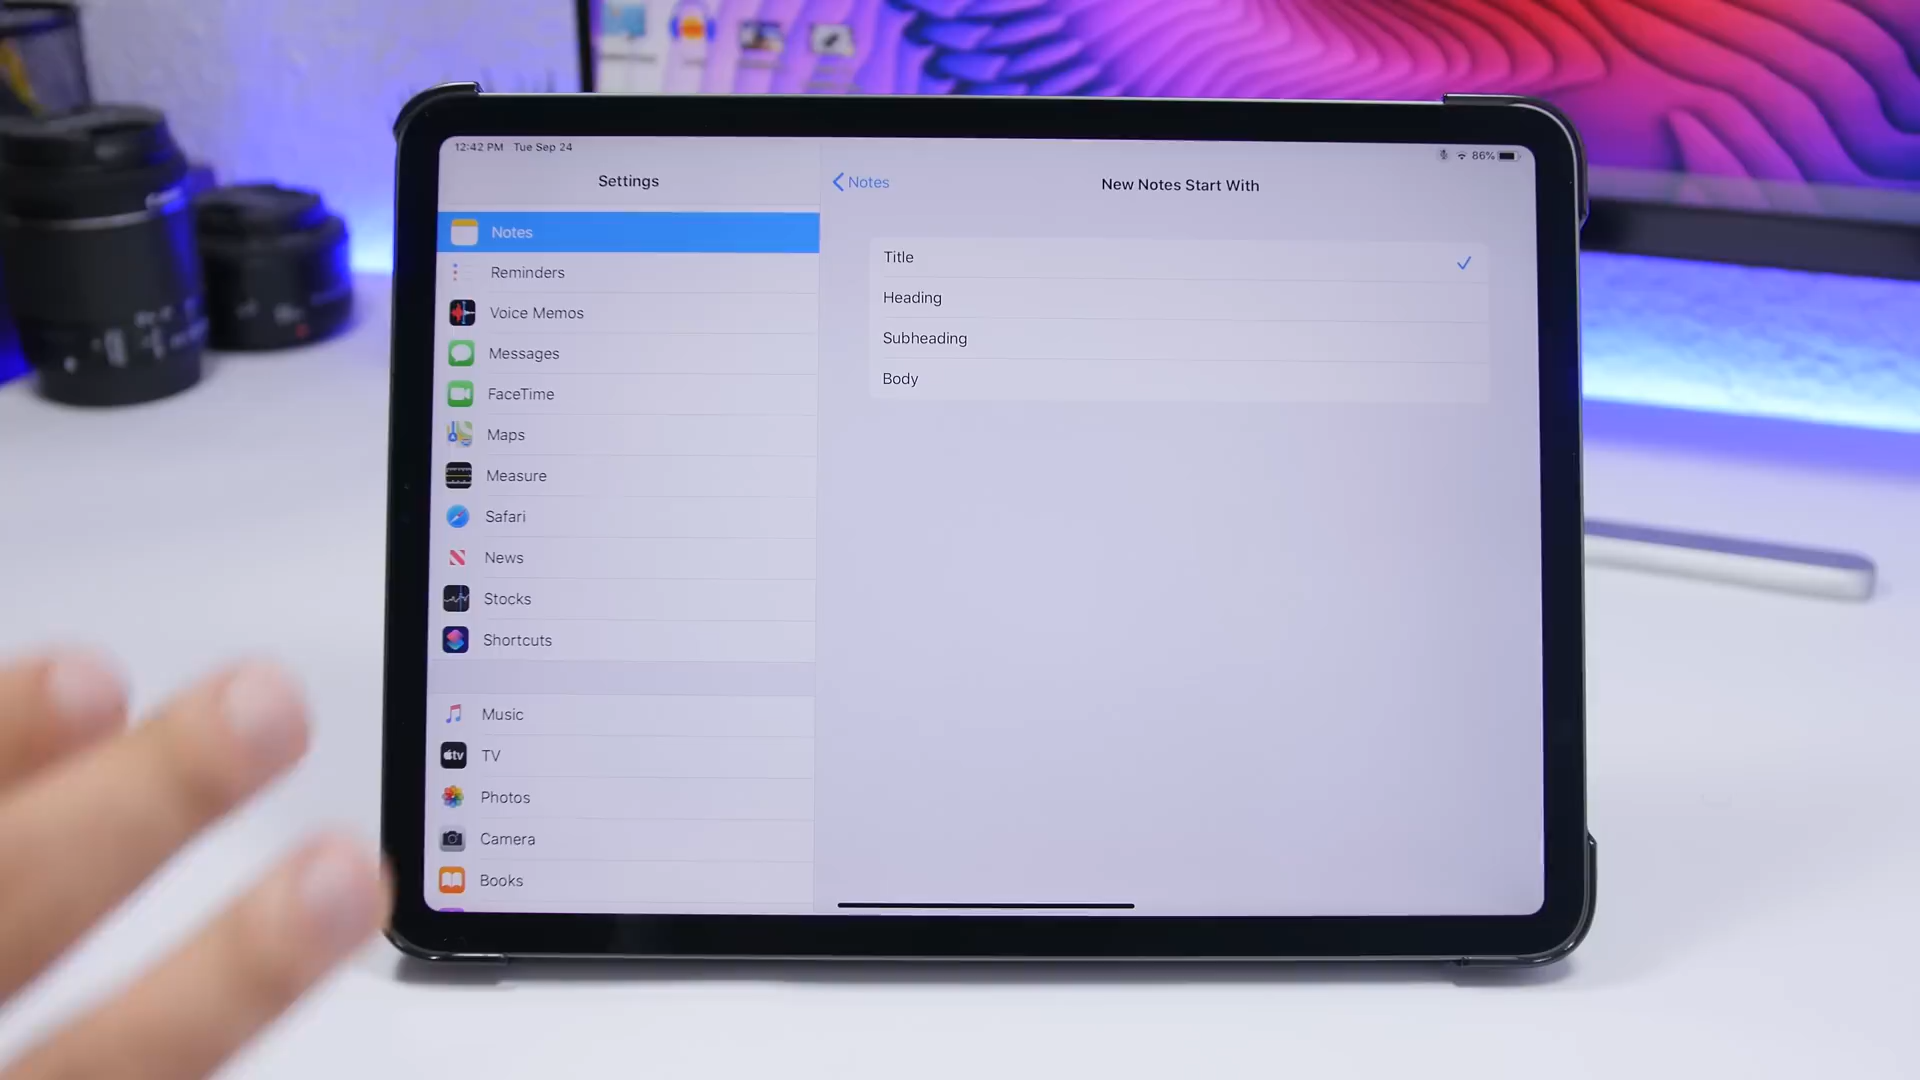 12:42 PM Tue Sep 24
86%
Settings
Notes
Reminders
Voice Memos
Messages
FaceTime
Maps
Measure
Safari
News
Stocks
Shortcuts
Music
tv
TV
Photos
Camera
Books
Notes
New Notes Start With
Title
Heading
Subheading
Body